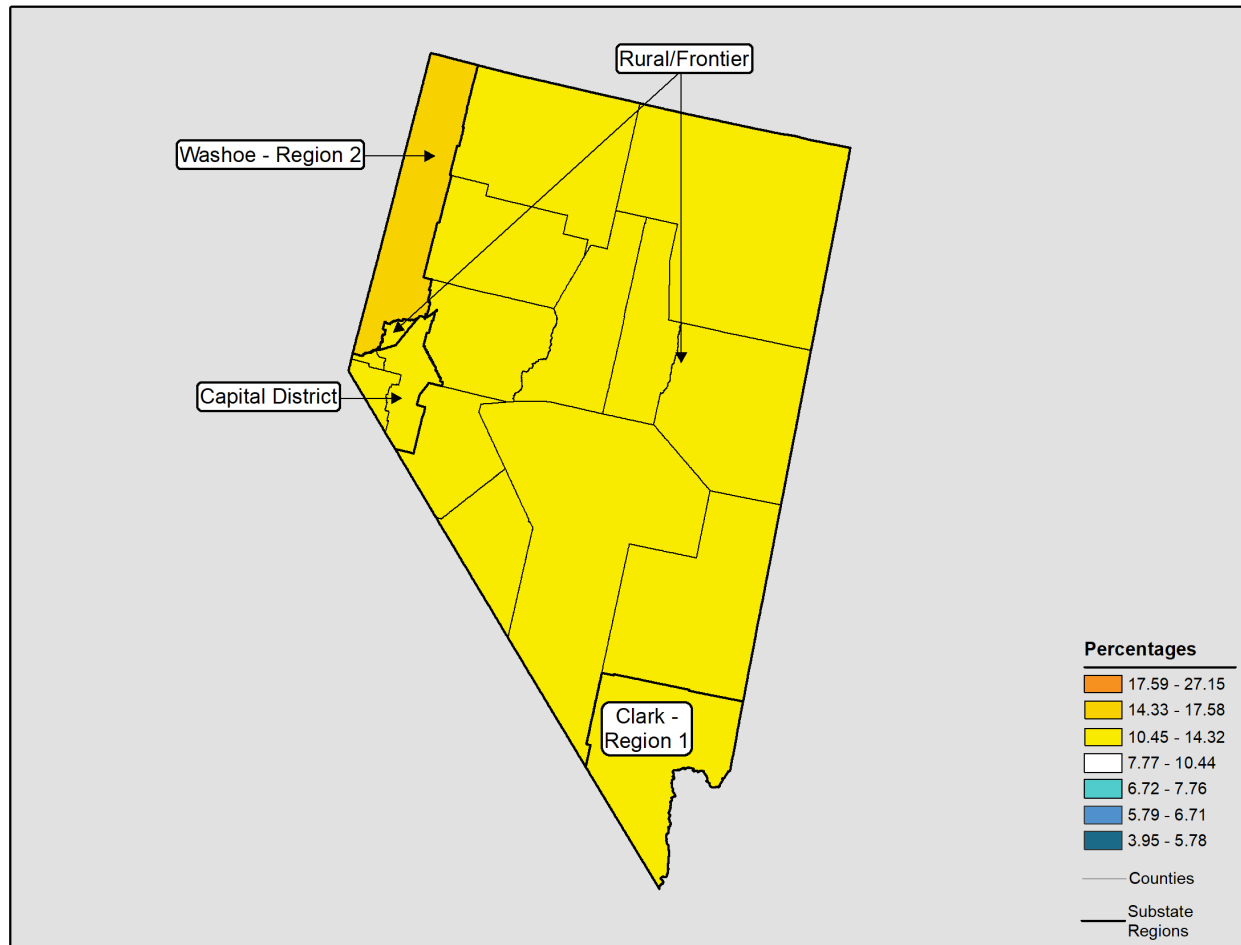 Rural/Frontier
Washoe - Region 2
Capital District
Clark -
Region 1
Percentages
17.59 - 27.15
14.33 - 17.58
10.45 - 14.32
7.77 - 10.44
6.72 - 7.76
5.79 - 6.71
3.95 - 5.78
Counties
Substate
Regions